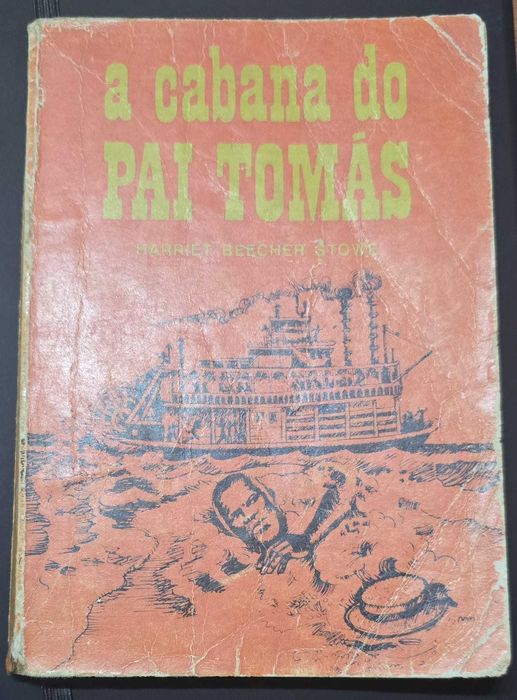 a cabana do
PAI TOMÁS
HARRIET BEECHER STOWE